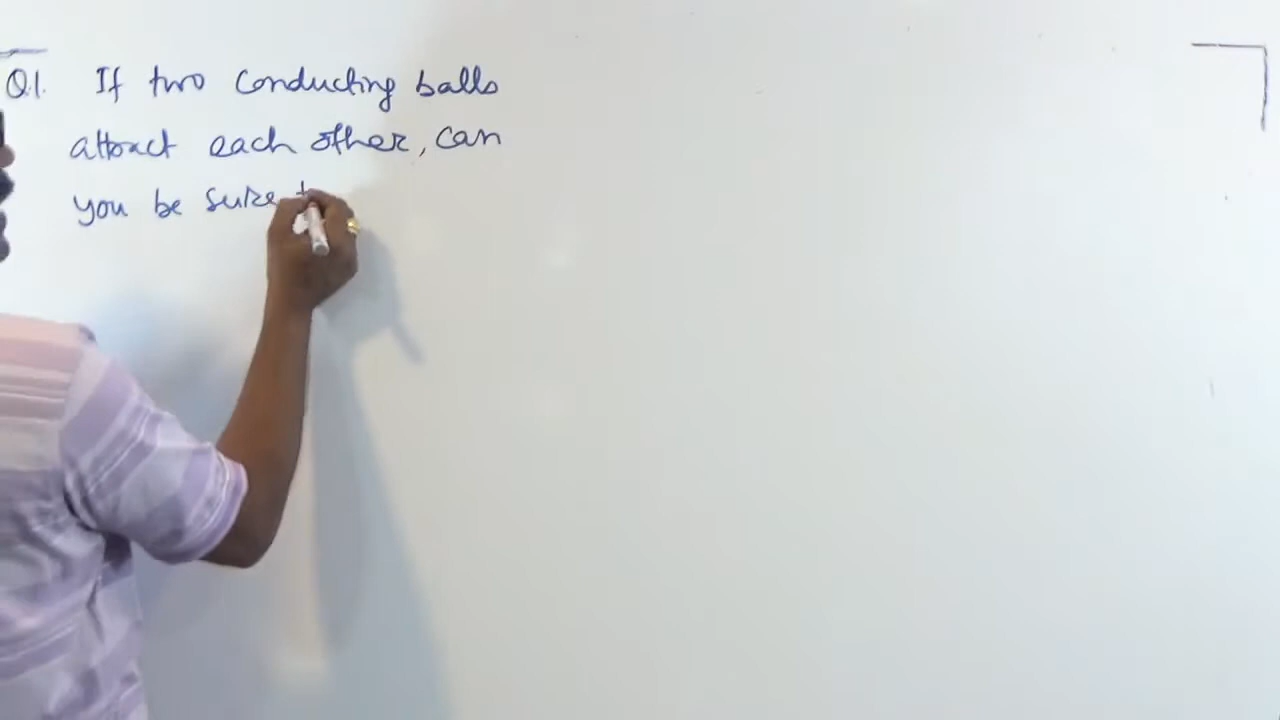 Q1. If two conducting balls
attract each other, can
you be sure t